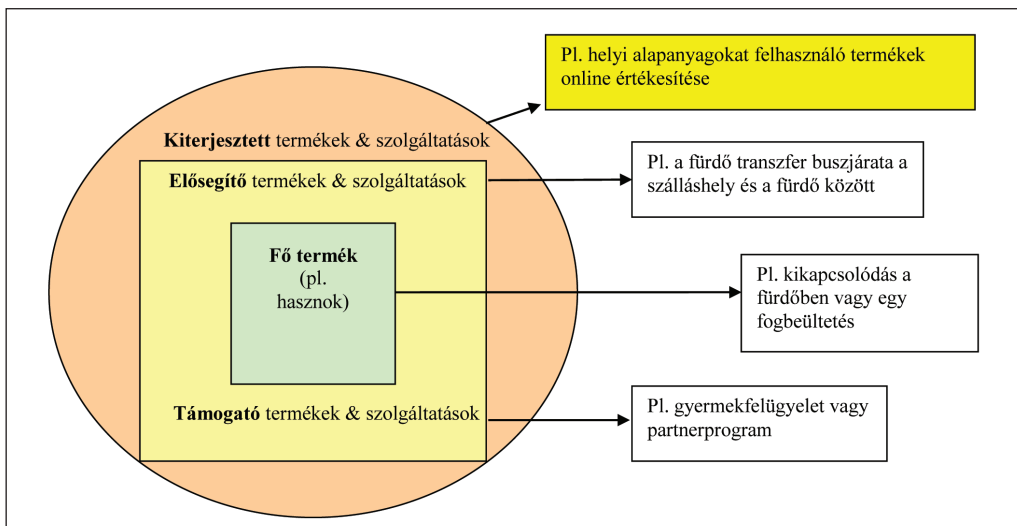 Pl. helyi alapanyagokat felhasználó termékek
online értékesítése
Kiterjesztett termékek & szolgáltatások
Elősegítő termékek & szolgáltatások
Pl. a fürdő transzfer buszjárata a
szálláshely és a fürdő között
Fő termék
(pl.
hasznok)
Pl. kikapcsolódás a
fürdőben vagy egy
fogbeültetés
Támogató termékek & szolgáltatások
Pl. gyermekfelügyelet vagy
partnerprogram